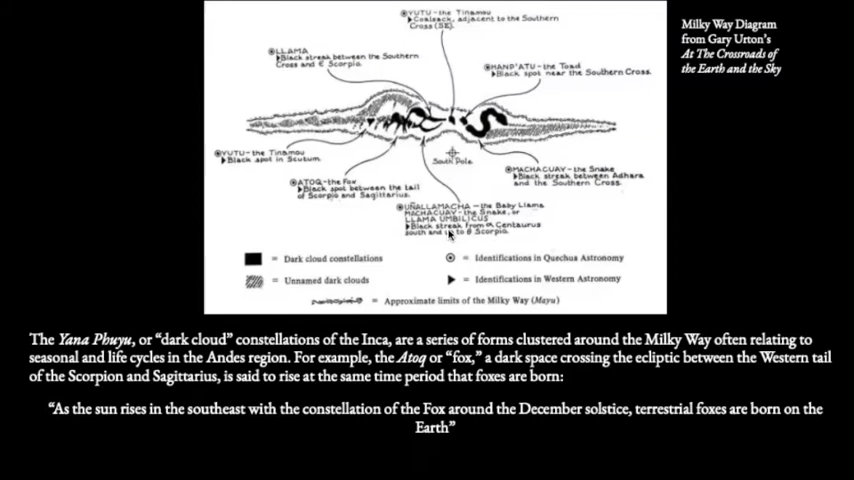 YUTU - the Tinamou
Coalsack, adjacent to the Southern
Cross (SE).
LLAMA
Black streak between the Southern
Cross and ε Scorpio.
HANP'ATU - the Toad
Black spot near the Southern Cross.
YUTU - the Tinamou
Black spot in Scutum.
South Pole
ATOQ - the Fox
Black spot between the tail
of Scorpio and Sagittarius.
MACHACUAY - the Snake
Black streak between Adhara
and the Southern Cross.
UÑALLAMACHA - the Baby Llama
MACHACUAY - the Snake, or
LLAMA UMBILICUS
Black streak from α Centaurus
south and to θ Scorpio.
= Dark cloud constellations
= Identifications in Quechua Astronomy
= Unnamed dark clouds
= Identifications in Western Astronomy
= Approximate limits of the Milky Way (Mayu)
Milky Way Diagram
from Gary Urton's
At The Crossroads of
the Earth and the Sky
The Yana Phuyu, or “dark cloud” constellations of the Inca, are a series of forms clustered around the Milky Way often relating to
seasonal and life cycles in the Andes region. For example, the Atoq or “fox,” a dark space crossing the ecliptic between the Western tail
of the Scorpion and Sagittarius, is said to rise at the same time period that foxes are born:
“As the sun rises in the southeast with the constellation of the Fox around the December solstice, terrestrial foxes are born on the
Earth”